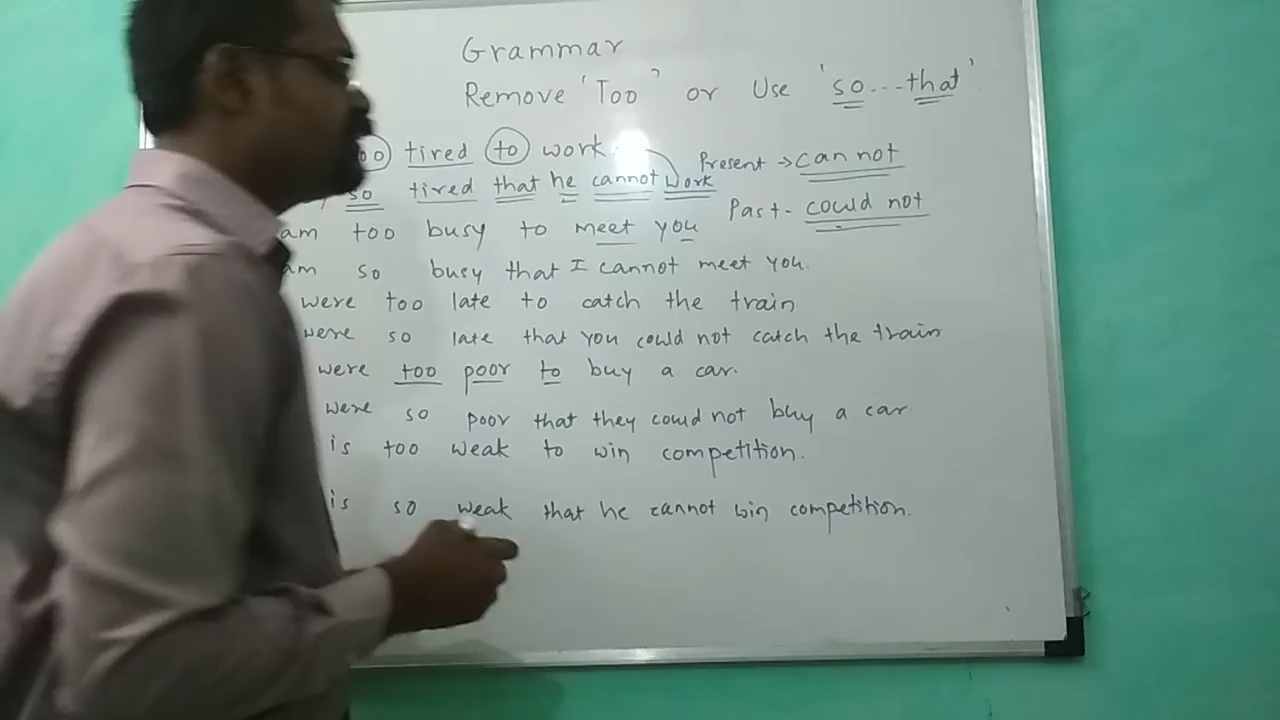 Grammar
Remove 'Too' or Use 'so...that'
tired to work
Present → cannot
so tired that he cannot work
Past - could not
am too busy to meet you
am so busy that I cannot meet you.
were too late to catch the train
were so late that you could not catch the train
were too poor to buy a car.
were so poor that they could not buy a car
is too weak to win competition.
is so weak that he cannot win competition.